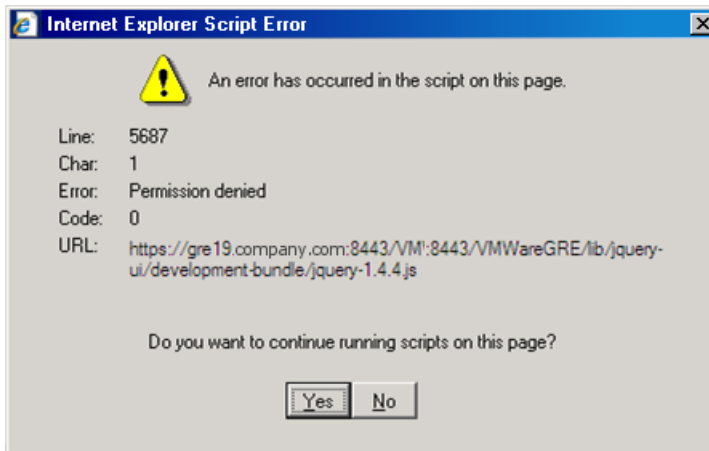 Internet Explorer Script Error
An error has occurred in the script on this page.
Line: 5687
Char: 1
Error: Permission denied
Code: 0
URL: https://gre19.company.com:8443/VM':8443/VMWareGRE/lib/jquery-
ui/development-bundle/jquery-1.4.4.js
Do you want to continue running scripts on this page?
Yes No